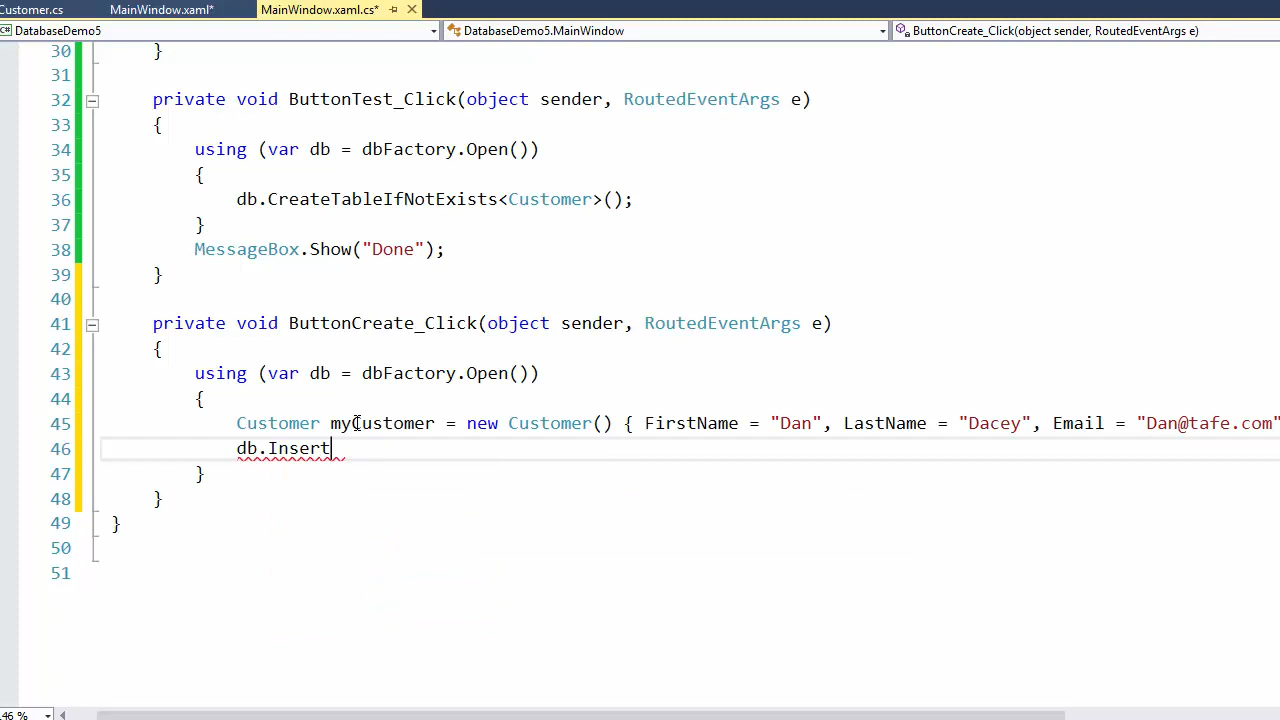 Customer.cs MainWindow.xaml* MainWindow.xaml.cs*
DatabaseDemo5 DatabaseDemo5.MainWindow ButtonCreate_Click(object sender, RoutedEventArgs e)
30 }
31
32 private void ButtonTest_Click(object sender, RoutedEventArgs e)
33 {
34 using (var db = dbFactory.Open())
35 {
36 db.CreateTableIfNotExists<Customer>();
37 }
38 MessageBox.Show("Done");
39 }
40
41 private void ButtonCreate_Click(object sender, RoutedEventArgs e)
42 {
43 using (var db = dbFactory.Open())
44 {
45 Customer myCustomer = new Customer() { FirstName = "Dan", LastName = "Dacey", Email = "Dan@tafe.com"
46 db.Insert
47 }
48 }
49 }
50
51
46 %